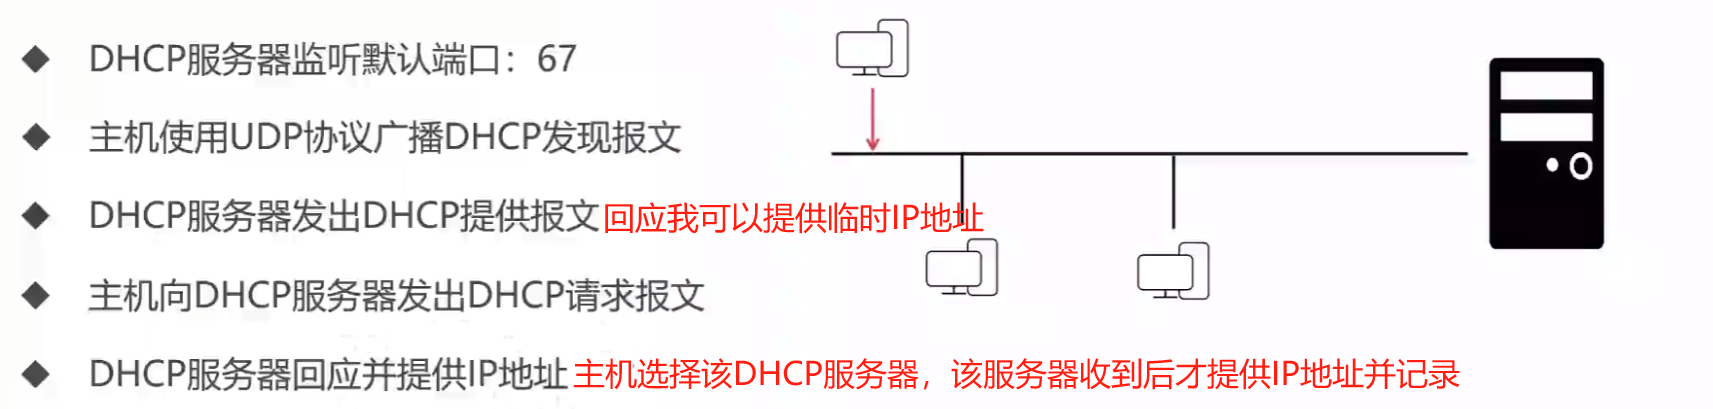 DHCP服务器监听默认端口：67
主机使用UDP协议广播DHCP发现报文
DHCP服务器发出DHCP提供报文 回应我可以提供临时IP地址
主机向DHCP服务器发出DHCP请求报文
DHCP服务器回应并提供IP地址 主机选择该DHCP服务器，该服务器收到后才提供IP地址并记录